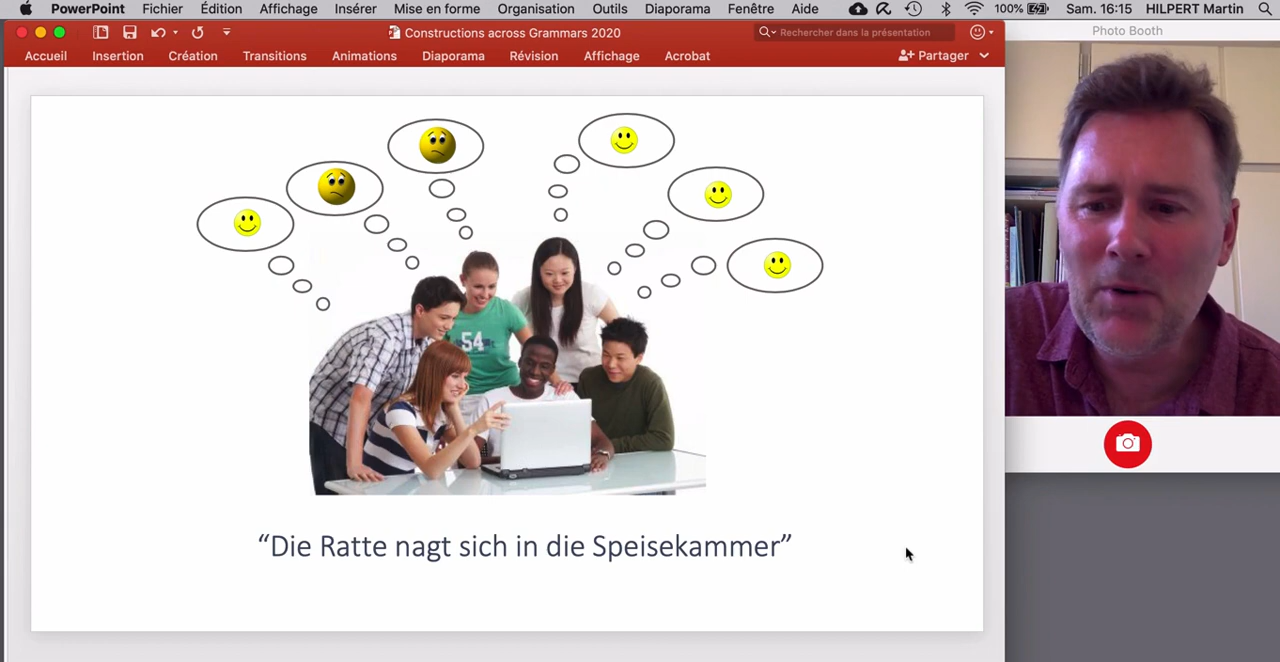 PowerPoint Fichier Édition Affichage Insérer Mise en forme Organisation Outils Diaporama Fenêtre Aide 100% Sam. 16:15 HILPERT Martin
Constructions across Grammars 2020
Rechercher dans la présentation
Photo Booth
Accueil Insertion Création Transitions Animations Diaporama Révision Affichage Acrobat Partager
54
“Die Ratte nagt sich in die Speisekammer”